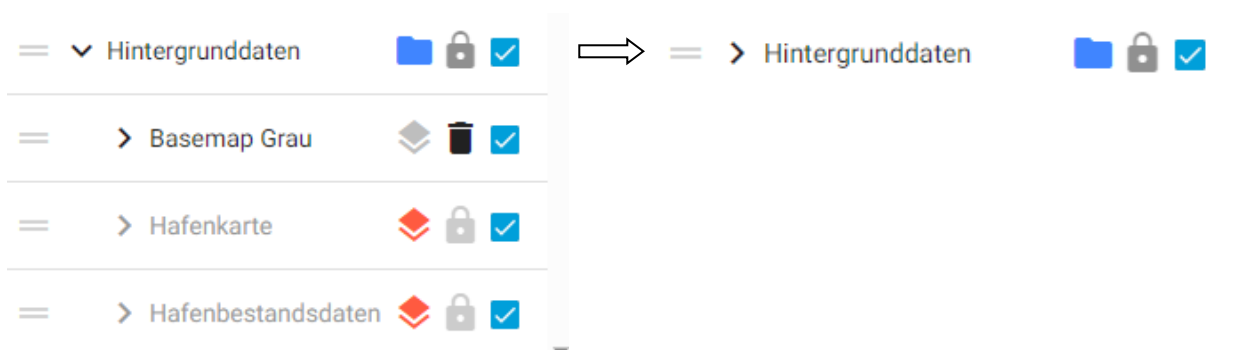 Hintergrunddaten
Basemap Grau
Hafenkarte
Hafenbestandsdaten
Hintergrunddaten